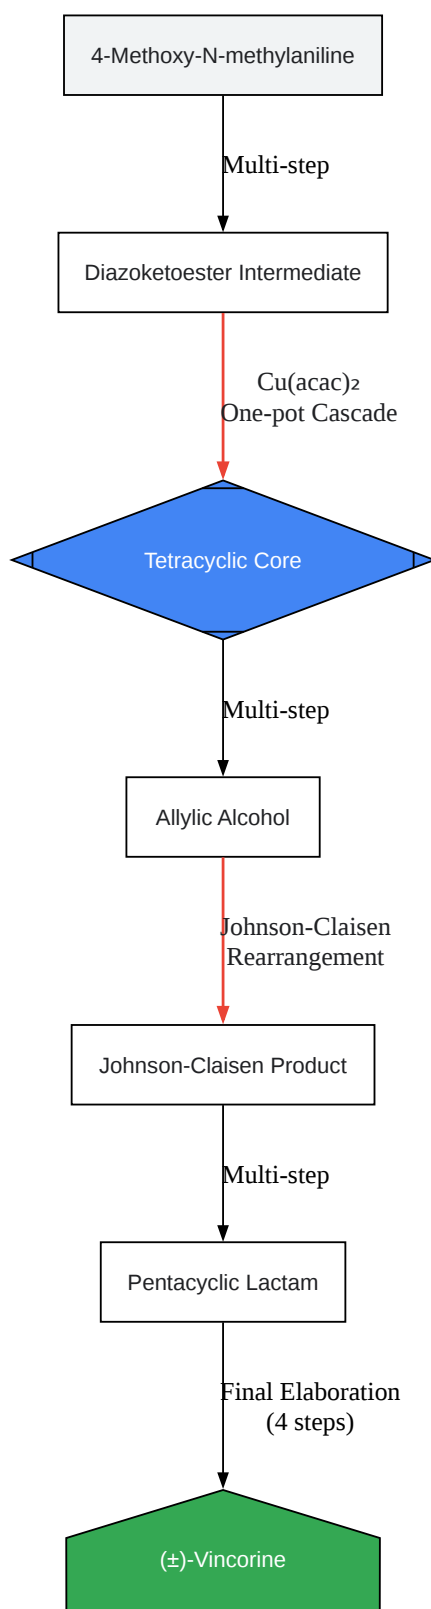 4-Methoxy-N-methylaniline
Multi-step
Diazoketoester Intermediate
Cu(acac)₂
One-pot Cascade
Tetracyclic Core
Multi-step
Allylic Alcohol
Johnson-Claisen
Rearrangement
Johnson-Claisen Product
Multi-step
Pentacyclic Lactam
Final Elaboration
(4 steps)
(±)-Vincorine